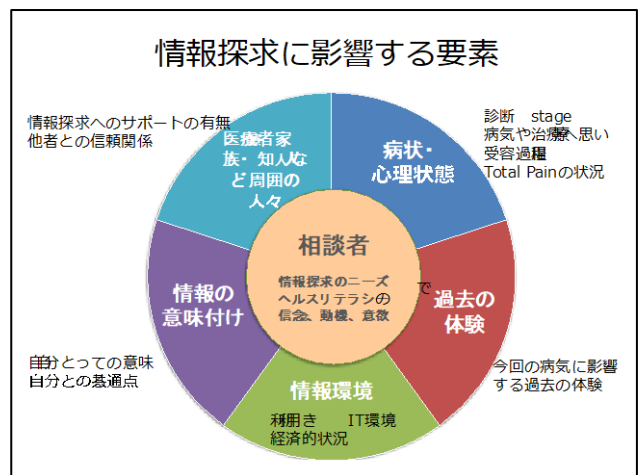 情報探求に影響する要素
情報探求へのサポートの有無
他者との信頼関係
医療者家
族・知人な
ど周囲の
人々
病状・
心理状態
診断 stage
病気や治療へ思い
受容過程
Total Painの状況
相談者
情報探求のニーズ
ヘルスリテラシの
信念、動機、意欲
で
過去の
体験
今回の病気に影響
する過去の体験
情報の
意味付け
自分とっての意味
自分との共通点
情報環境
利用き IT環境
経済的状況